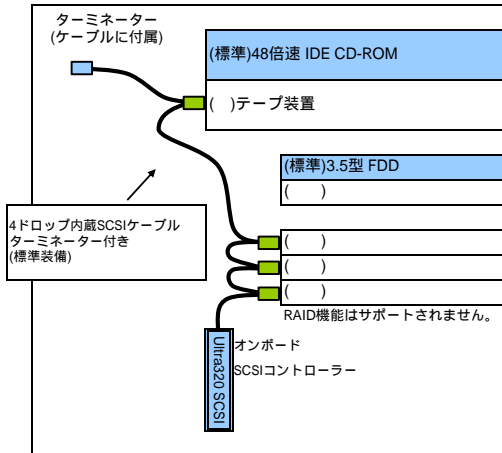 ターミネーター
(ケーブルに付属)
(標準)48倍速 IDE CD-ROM
(　)テープ装置
(標準)3.5型 FDD
(　　)
4ドロップ内蔵SCSIケーブル
ターミネーター付き
(標準装備)
(　　)
(　　)
(　　)
RAID機能はサポートされません。
Ultra320 SCSI
オンボード
SCSIコントローラー